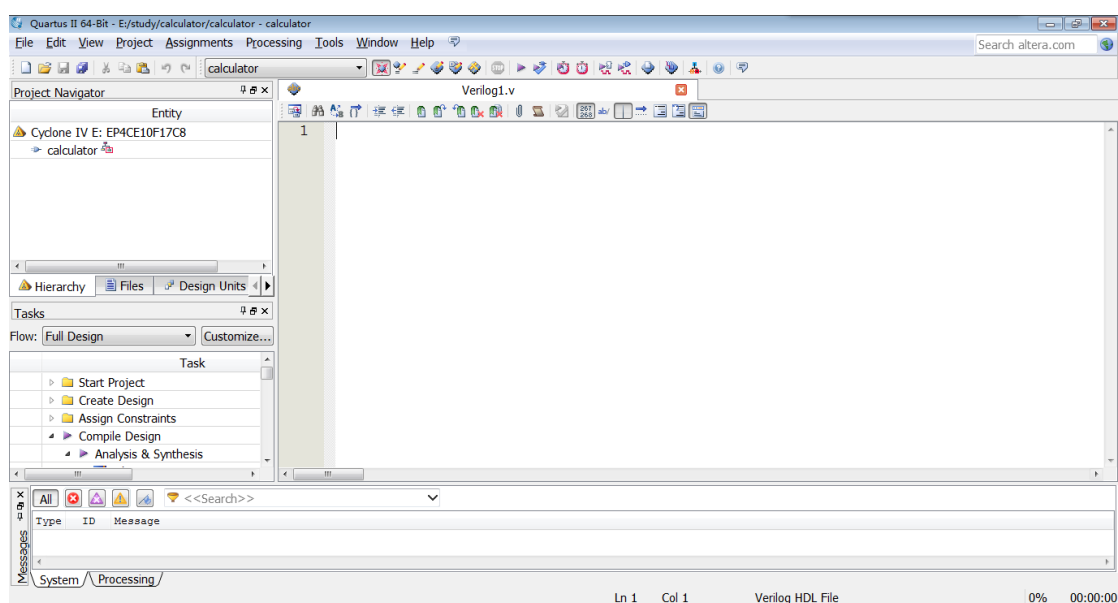 Quartus II 64-Bit - E:/study/calculator/calculator - calculator
File Edit View Project Assignments Processing Tools Window Help
Search altera.com
calculator
Project Navigator
Verilog1.v
Entity
267
268
ab/
Cyclone IV E: EP4CE10F17C8
1
calculator
Hierarchy Files Design Units
Tasks
Flow: Full Design Customize...
Task
Start Project
Create Design
Assign Constraints
Compile Design
Analysis & Synthesis
All <<Search>>
Type ID Message
Messages
System Processing
Ln 1 Col 1 Verilog HDL File 0% 00:00:00